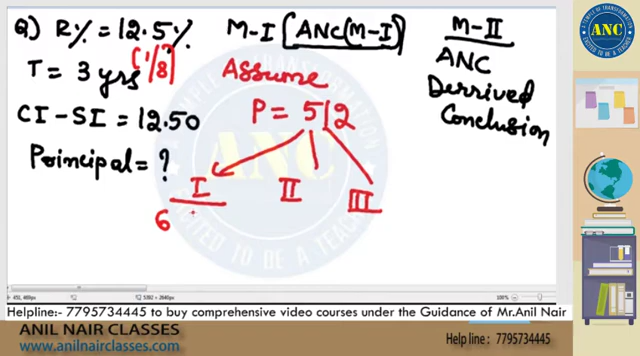 Q) R% = 12.5%
(1/8)
T = 3 yrs
CI - SI = 12.50
Principal = ?
M-I [ANC(M-I)]
Assume
P = 512
I II III
6
M-II
ANC
Derrived
Conclusion
ANC
100%
Helpline:- 7795734445 to buy comprehensive video courses under the Guidance of Mr.Anil Nair
ANIL NAIR CLASSES
www.anilnairclasses.com
Help line : 7795734445